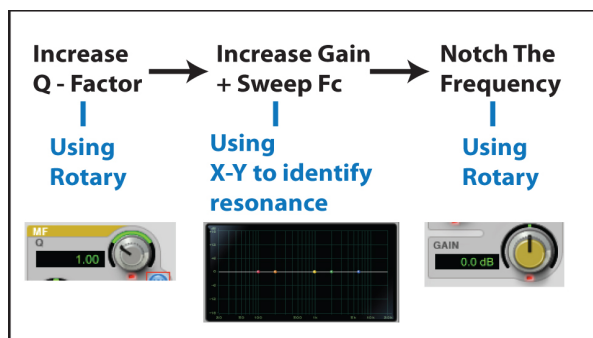 Increase
Q - Factor
Increase Gain
+ Sweep Fc
Notch The
Frequency
Using
Rotary
Using
X-Y to identify
resonance
Using
Rotary
MF
Q
1.00
GAIN
0.0 dB